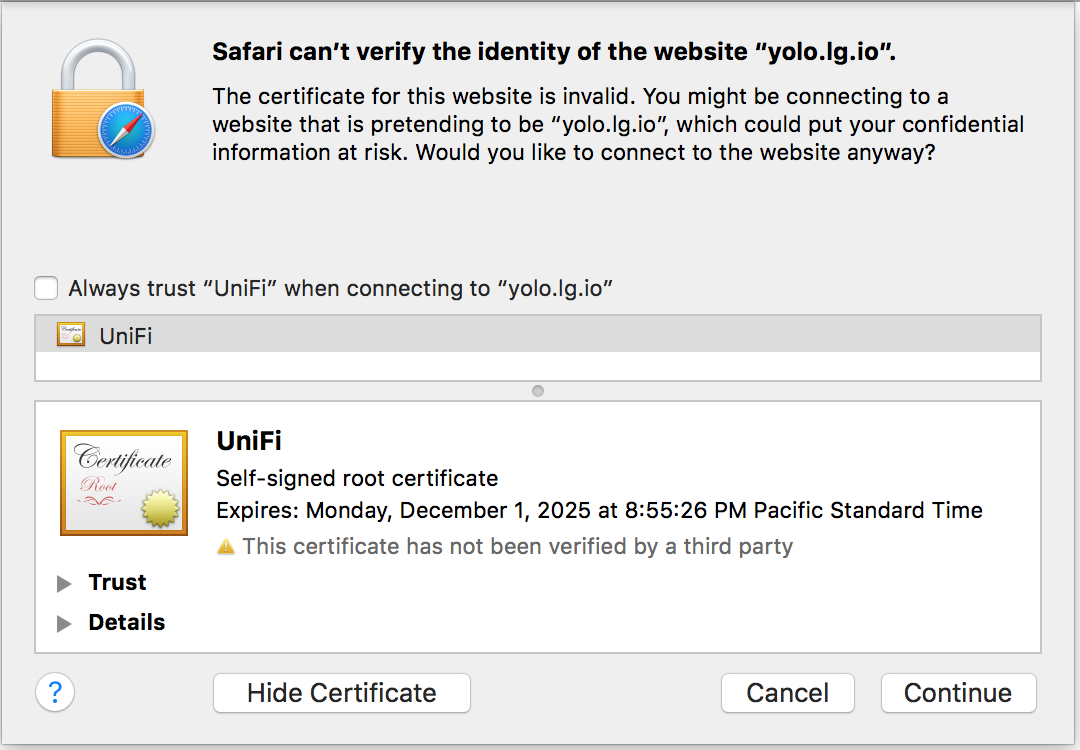 Safari can’t verify the identity of the website “yolo.lg.io”.
The certificate for this website is invalid. You might be connecting to a
website that is pretending to be “yolo.lg.io”, which could put your confidential
information at risk. Would you like to connect to the website anyway?
Always trust “UniFi” when connecting to “yolo.lg.io”
UniFi
Certificate
Root
UniFi
Self-signed root certificate
Expires: Monday, December 1, 2025 at 8:55:26 PM Pacific Standard Time
This certificate has not been verified by a third party
Trust
Details
?
Hide Certificate
Cancel
Continue